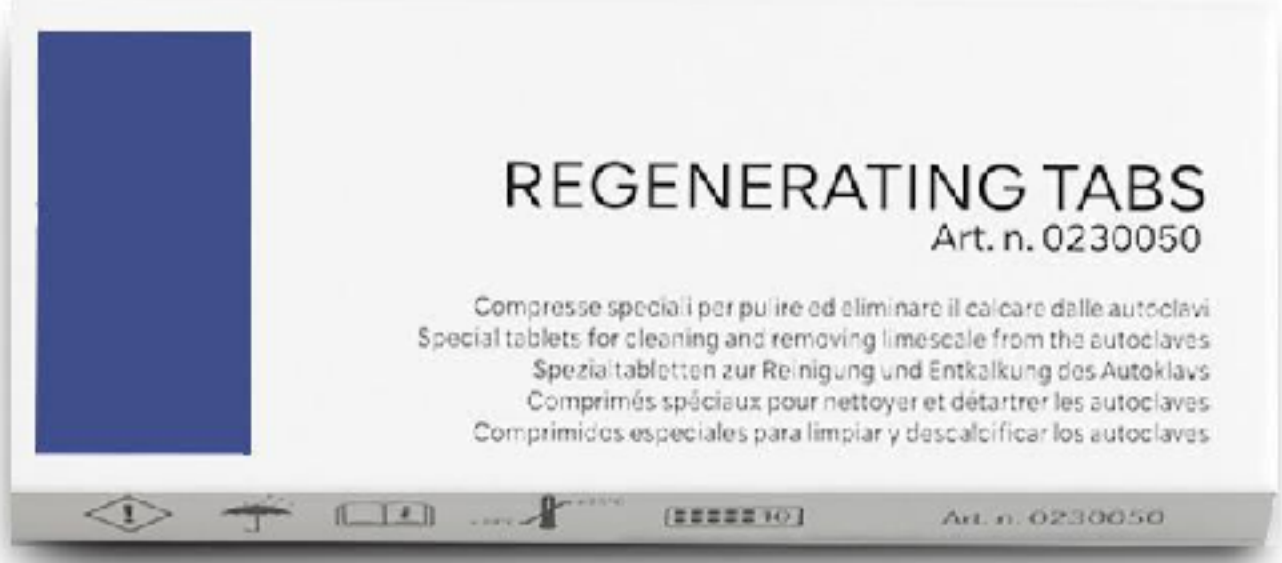 REGENERATING TABS
Art. n. 0230050
Compresse speciali per pulire ed eliminare il calcare dalle autoclavi
Special tablets for cleaning and removing limescale from the autoclaves
Spezialtabletten zur Reinigung und Entkalkung des Autoklavs
Comprimés spéciaux pour nettoyer et détartrer les autoclaves
Comprimidos especiales para limpiar y descalcificar los autoclaves
10
Art. n. 0230050